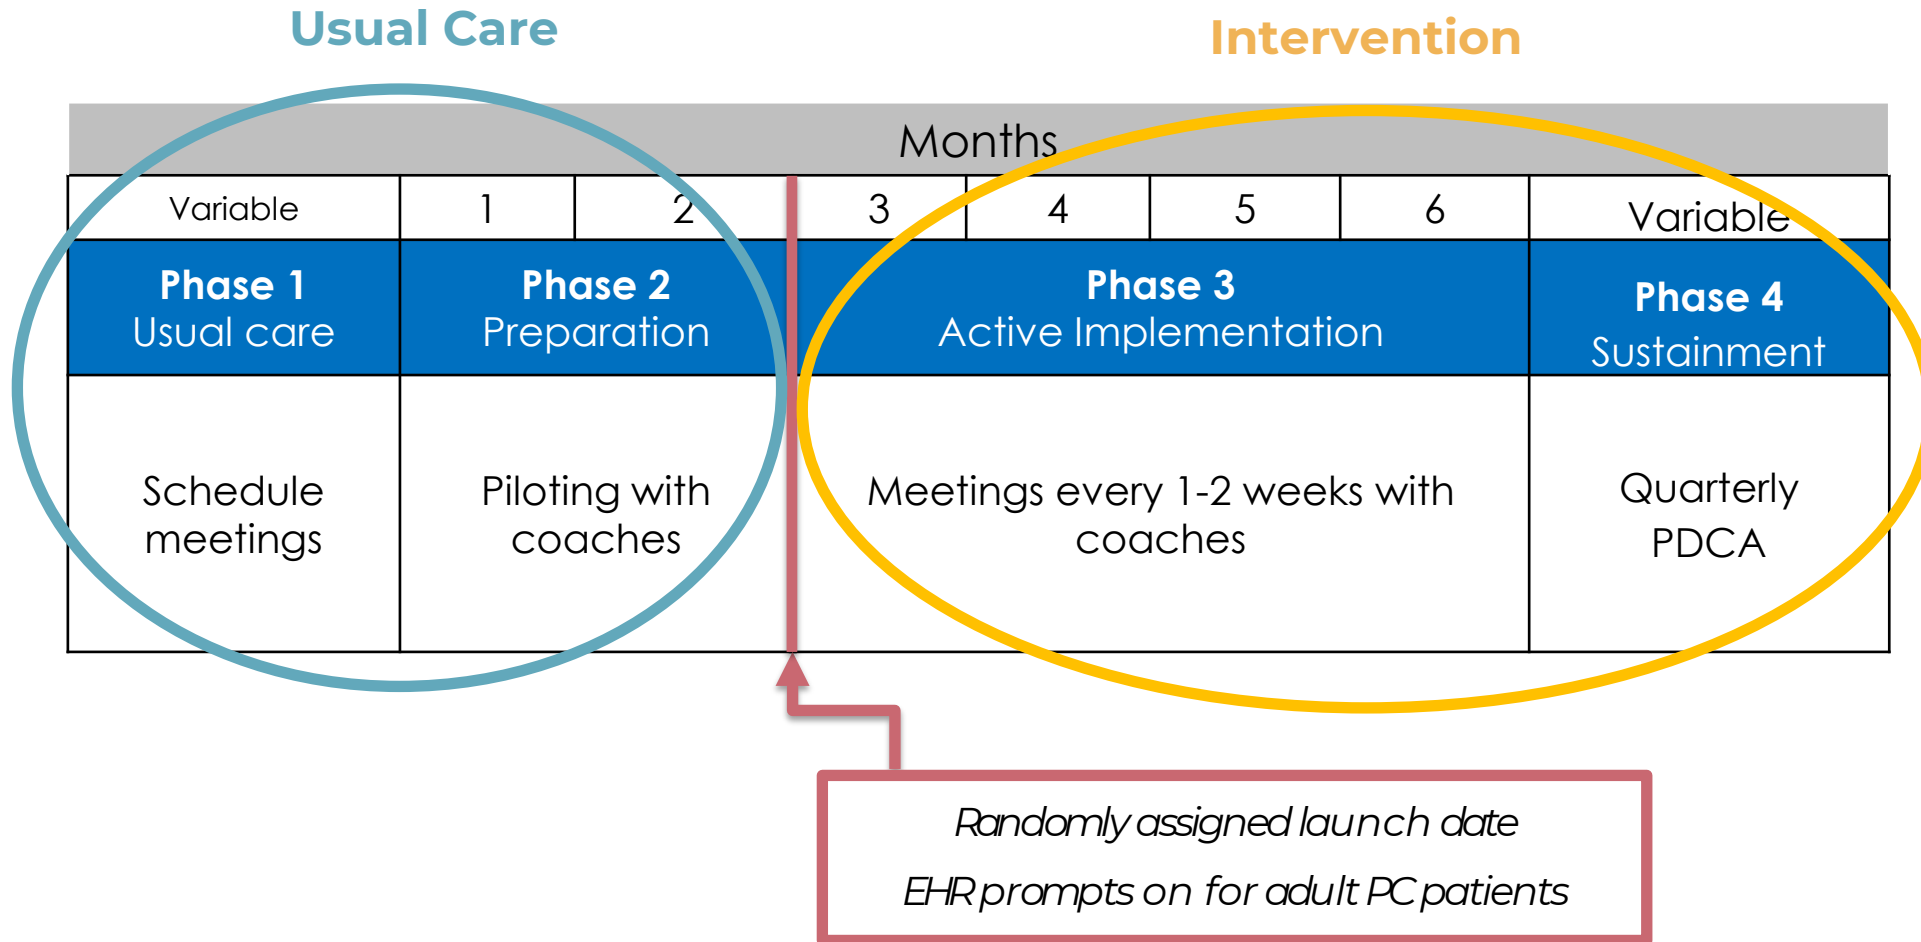 Usual Care
Intervention
Months
Variable
1
2
3
4
5
6
Variable
Phase 1
Usual care
Phase 2
Preparation
Phase 3
Active Implementation
Phase 4
Sustainment
Schedule
meetings
Piloting with
coaches
Meetings every 1-2 weeks with
coaches
Quarterly
PDCA
Randomly assigned launch date
EHR prompts on for adult PC patients